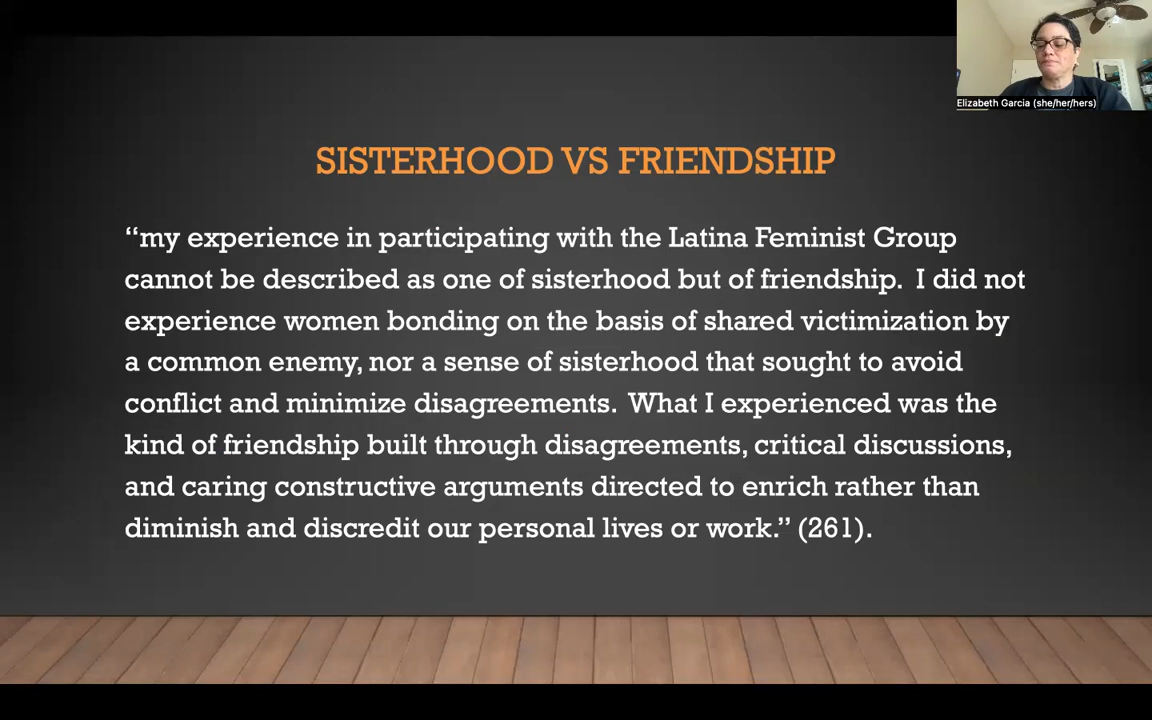 Elizabeth Garcia (she/her/hers)
SISTERHOOD VS FRIENDSHIP
“my experience in participating with the Latina Feminist Group
cannot be described as one of sisterhood but of friendship.  I did not
experience women bonding on the basis of shared victimization by
a common enemy, nor a sense of sisterhood that sought to avoid
conflict and minimize disagreements.  What I experienced was the
kind of friendship built through disagreements, critical discussions,
and caring constructive arguments directed to enrich rather than
diminish and discredit our personal lives or work.” (261).